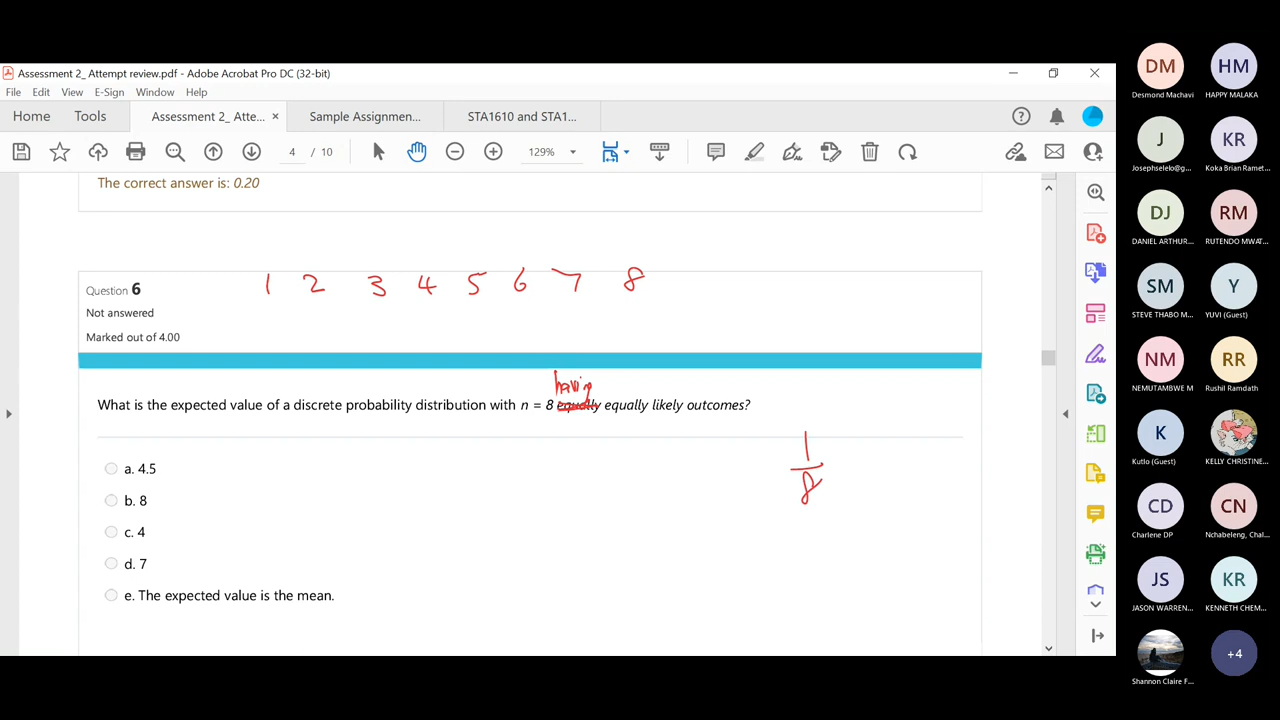 Assessment 2_ Attempt review.pdf - Adobe Acrobat Pro DC (32-bit)
File Edit View E-Sign Window Help
Home Tools Assessment 2_ Atte... × Sample Assignmen... STA1610 and STA1...
4 / 10 129%
The correct answer is: 0.20
1 2 3 4 5 6 7 8
Question 6
Not answered
Marked out of 4.00
having
What is the expected value of a discrete probability distribution with n = 8 equally equally likely outcomes?
1
8
a. 4.5
b. 8
c. 4
d. 7
e. The expected value is the mean.
DM HM
Desmond Machavi HAPPY MALAKA
J KR
Josephselelo@g... Koka Brian Ramet...
DJ RM
DANIEL ARTHUR... RUTENDO MWAT...
SM Y
STEVE THABO M... YUVI (Guest)
NM RR
NEMUTAMBWE M Rushil Ramdath
K
Kutlo (Guest) KELLY CHRISTINE...
CD CN
Charlene DP Nchabeleng, Chal...
JS KR
JASON WARREN... KENNETH CHEM...
+4
Shannon Claire F...